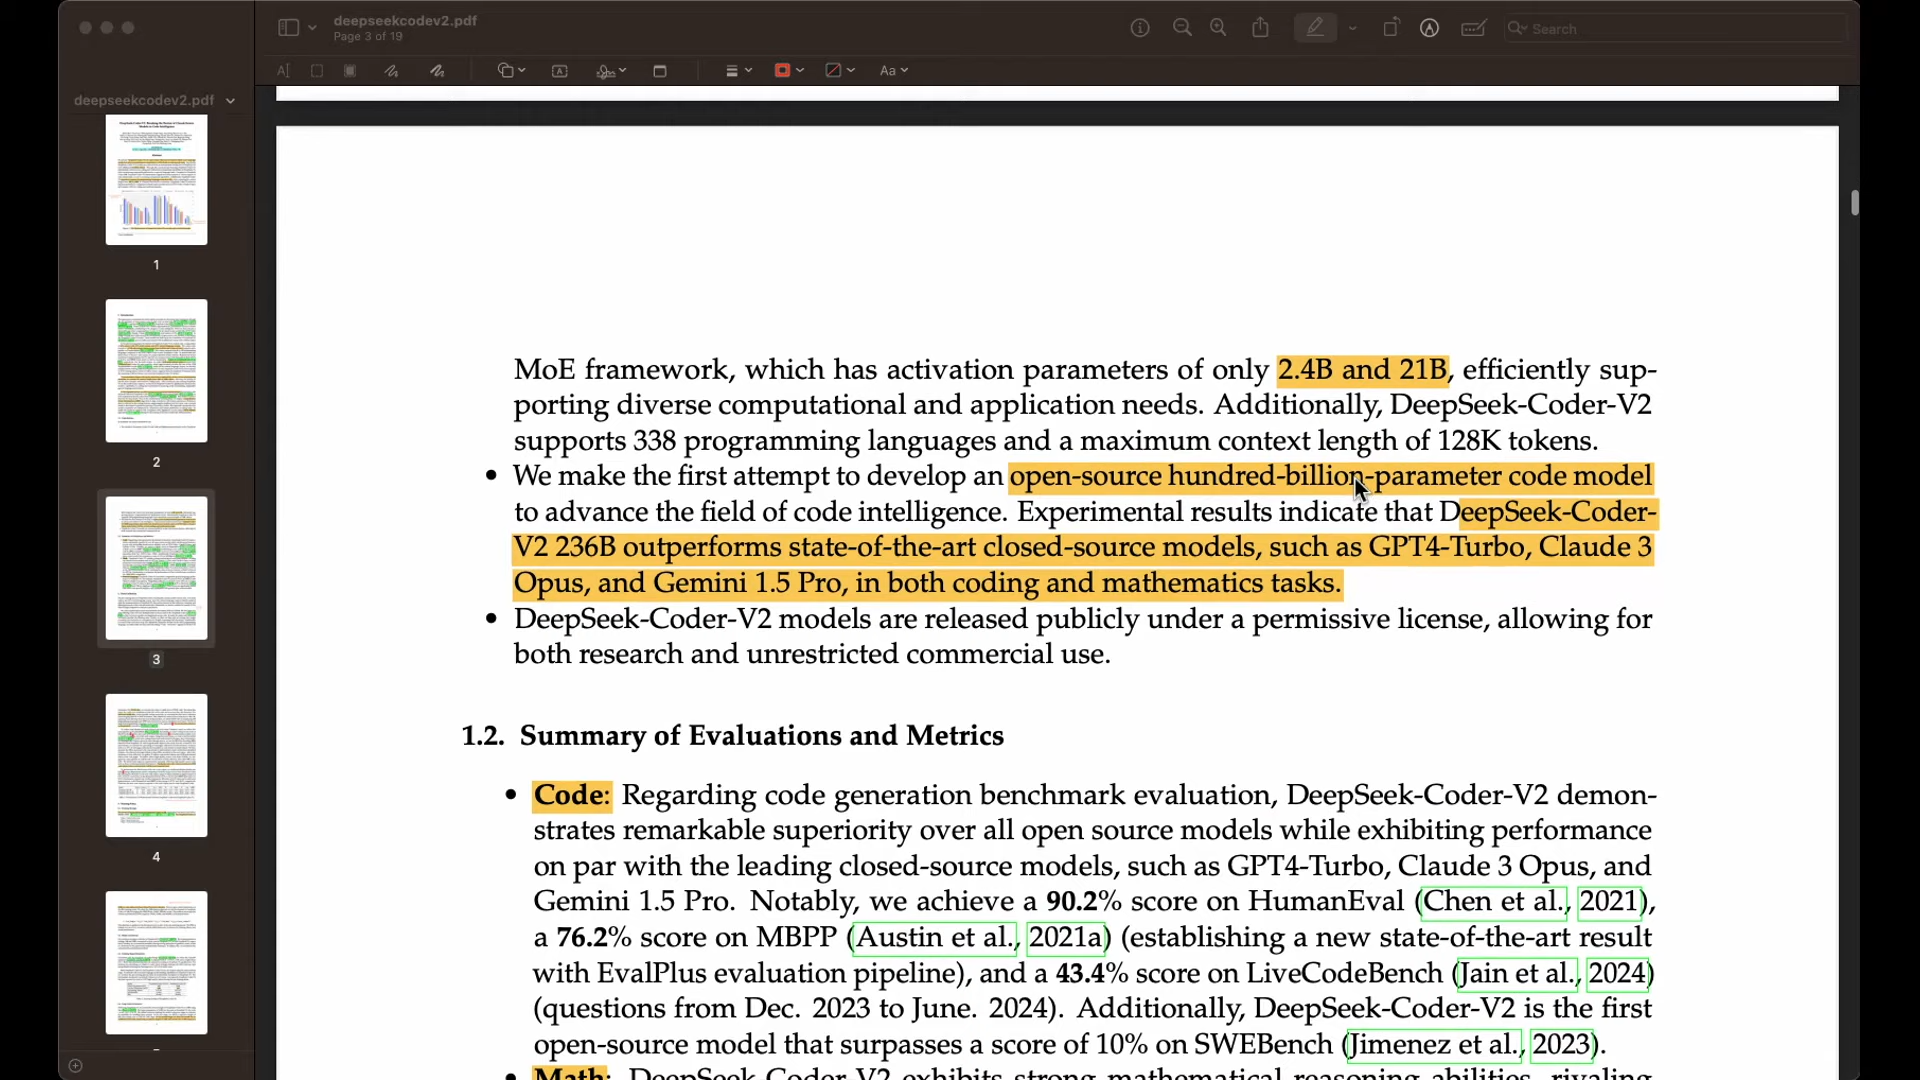 deepseekcodev2.pdf
Page 3 of 19
Search
Aa
deepseekcodev2.pdf
1
2
3
4
MoE framework, which has activation parameters of only 2.4B and 21B, efficiently sup-
porting diverse computational and application needs. Additionally, DeepSeek-Coder-V2
supports 338 programming languages and a maximum context length of 128K tokens.
• We make the first attempt to develop an open-source hundred-billion-parameter code model
to advance the field of code intelligence. Experimental results indicate that DeepSeek-Coder-
V2 236B outperforms state-of-the-art closed-source models, such as GPT4-Turbo, Claude 3
Opus, and Gemini 1.5 Pro, in both coding and mathematics tasks.
• DeepSeek-Coder-V2 models are released publicly under a permissive license, allowing for
both research and unrestricted commercial use.
1.2. Summary of Evaluations and Metrics
• Code: Regarding code generation benchmark evaluation, DeepSeek-Coder-V2 demon-
strates remarkable superiority over all open source models while exhibiting performance
on par with the leading closed-source models, such as GPT4-Turbo, Claude 3 Opus, and
Gemini 1.5 Pro. Notably, we achieve a 90.2% score on HumanEval (Chen et al., 2021),
a 76.2% score on MBPP (Austin et al., 2021a) (establishing a new state-of-the-art result
with EvalPlus evaluation pipeline), and a 43.4% score on LiveCodeBench (Jain et al., 2024)
(questions from Dec. 2023 to June. 2024). Additionally, DeepSeek-Coder-V2 is the first
open-source model that surpasses a score of 10% on SWEBench (Jimenez et al., 2023).
• Math: DeepSeek-Coder-V2 exhibits strong mathematical reasoning abilities, rivaling